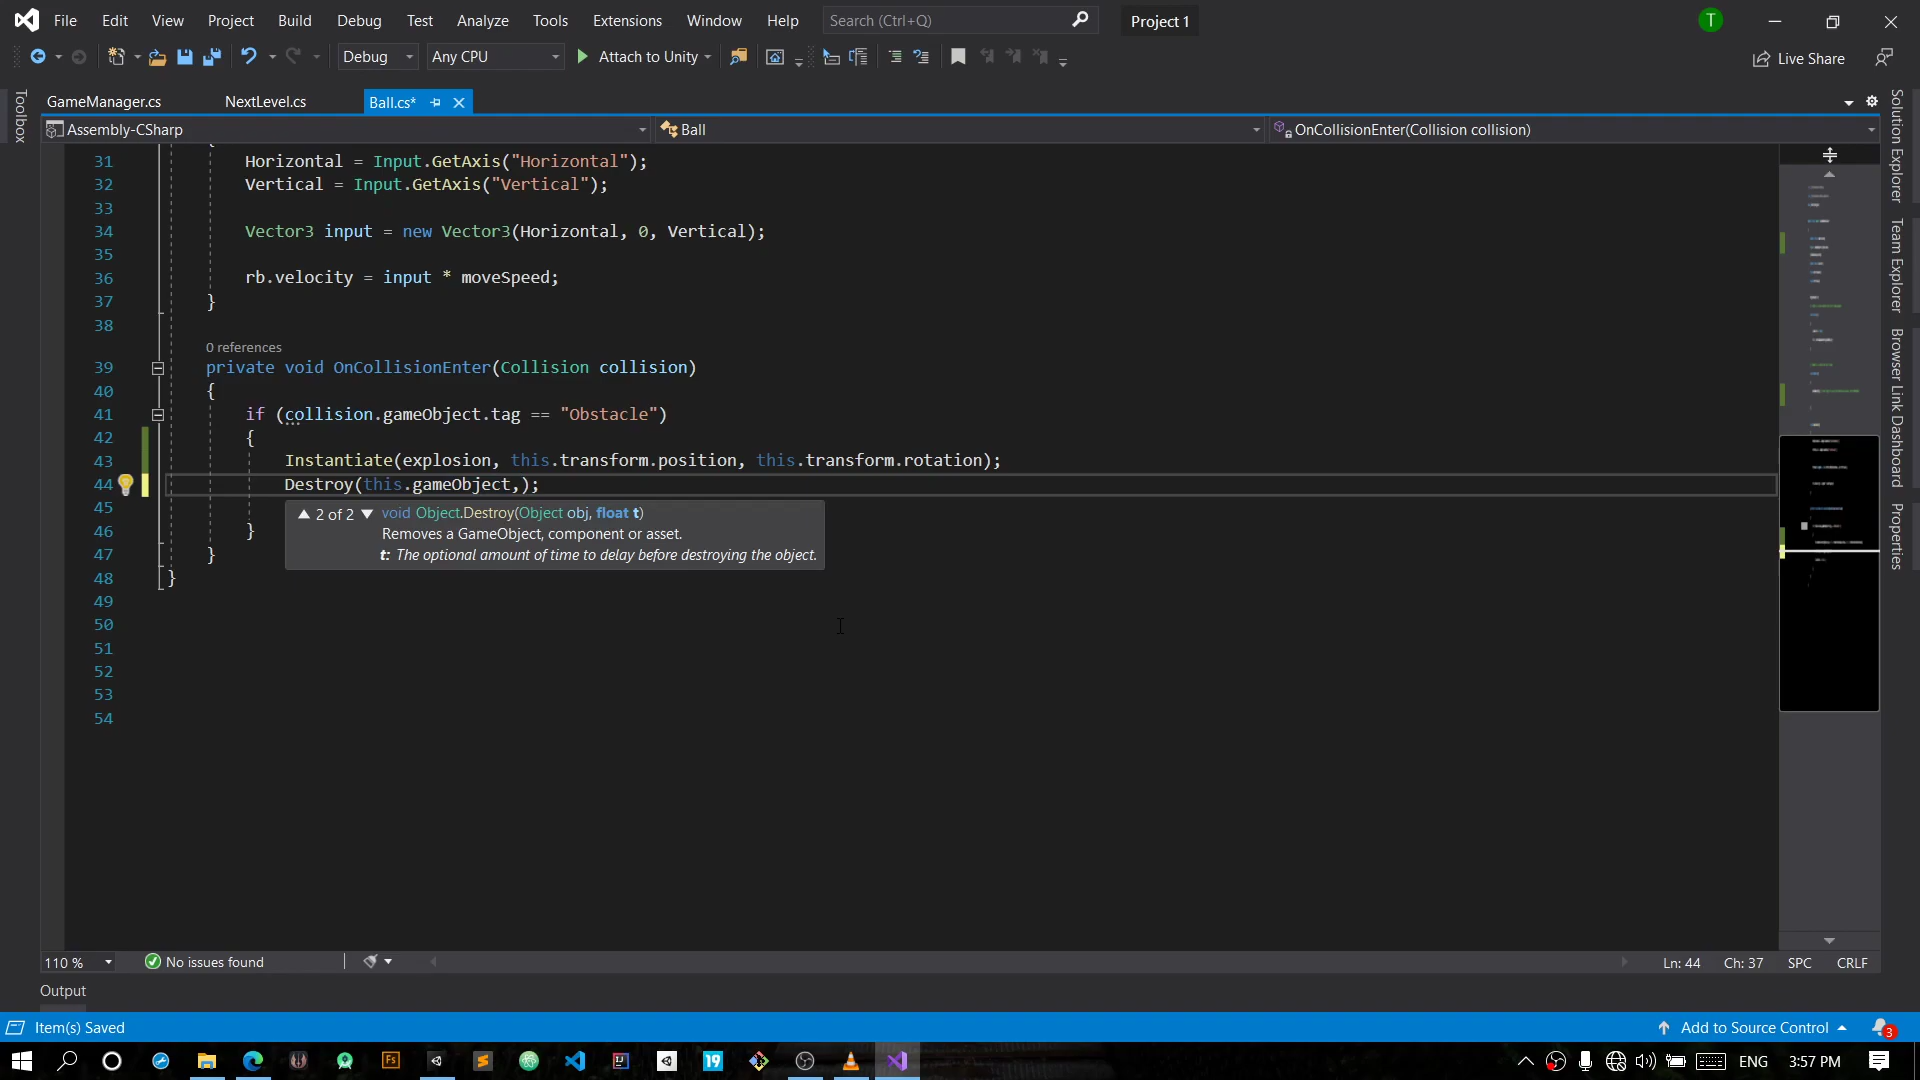 File Edit View Project Build Debug Test Analyze Tools Extensions Window Help Search (Ctrl+Q) Project 1 T
Debug Any CPU Attach to Unity Live Share
Toolbox
GameManager.cs NextLevel.cs Ball.cs*
Assembly-CSharp Ball OnCollisionEnter(Collision collision)
31 Horizontal = Input.GetAxis("Horizontal");
32 Vertical = Input.GetAxis("Vertical");
33
34 Vector3 input = new Vector3(Horizontal, 0, Vertical);
35
36 rb.velocity = input * moveSpeed;
37 }
38
0 references
39 private void OnCollisionEnter(Collision collision)
40 {
41 if (collision.gameObject.tag == "Obstacle")
42 {
43 Instantiate(explosion, this.transform.position, this.transform.rotation);
44 Destroy(this.gameObject,);
45
46 }
47 }
48 }
49
50
51
52
53
54
2 of 2 void Object.Destroy(Object obj, float t)
Removes a GameObject, component or asset.
t: The optional amount of time to delay before destroying the object.
Solution Explorer
Team Explorer
Browser Link Dashboard
Properties
110 % No issues found Ln: 44 Ch: 37 SPC CRLF
Output
Item(s) Saved Add to Source Control 3
Fs IJ 19 ENG 3:57 PM